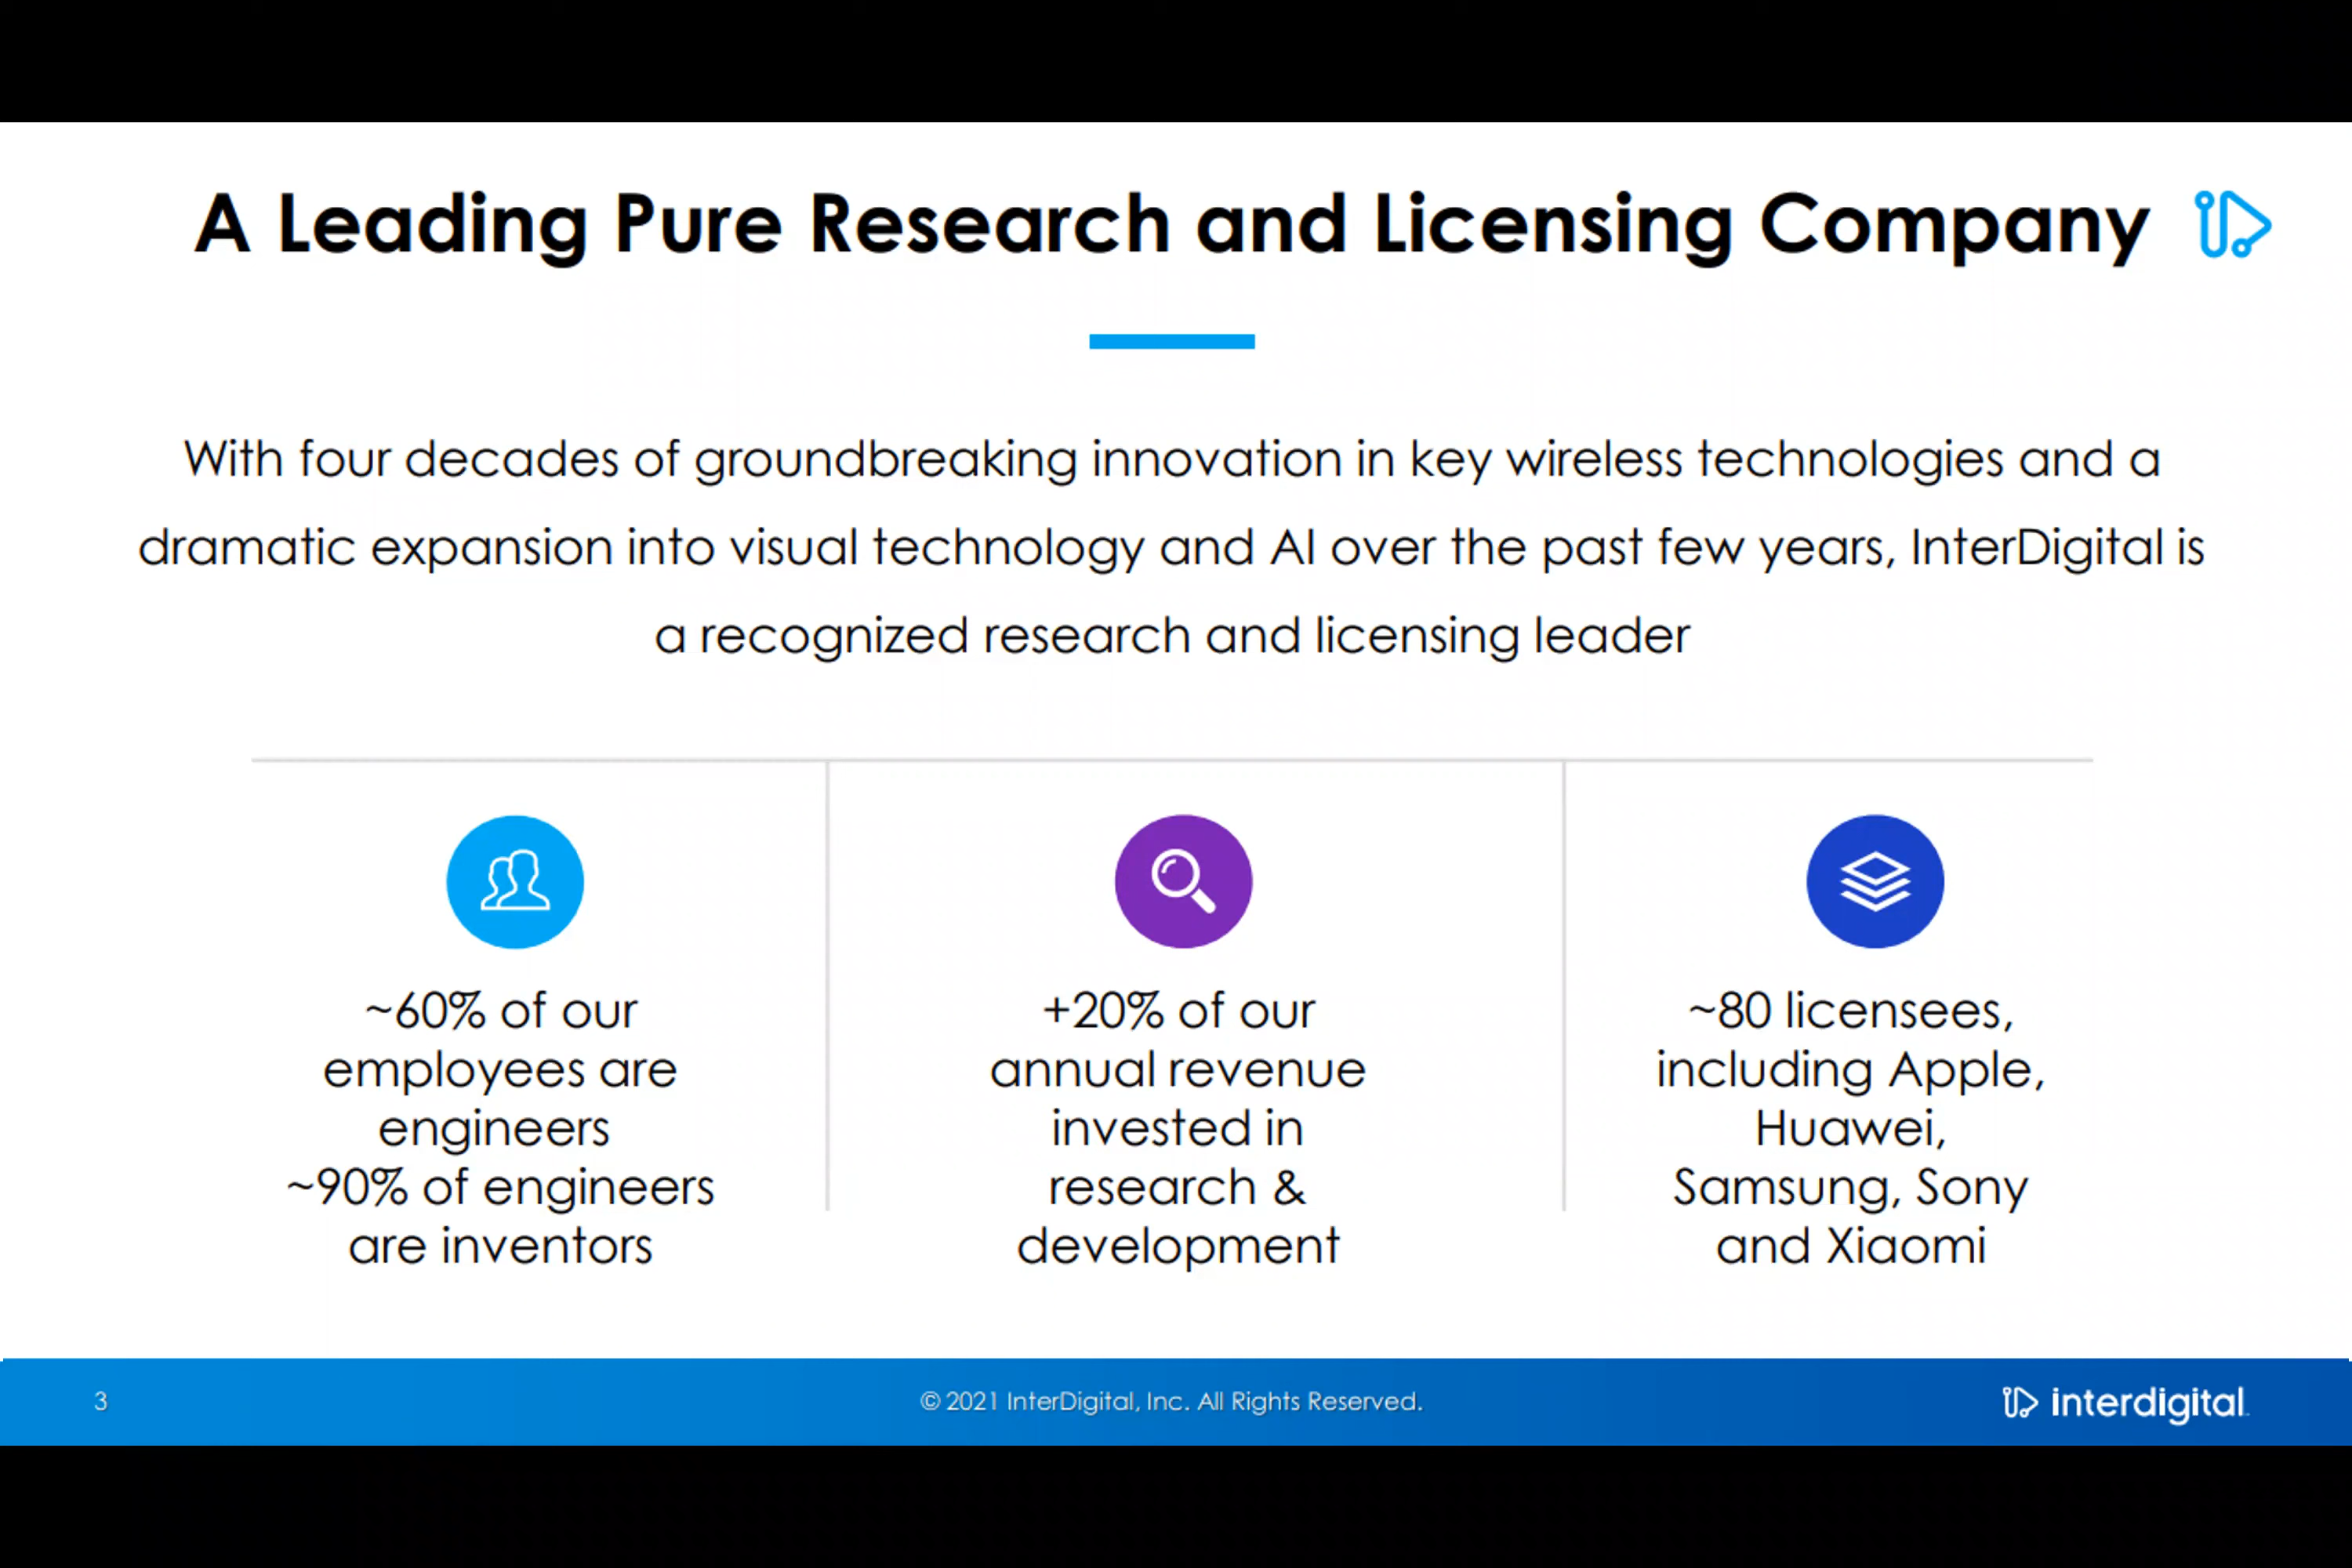 A Leading Pure Research and Licensing Company
With four decades of groundbreaking innovation in key wireless technologies and a
dramatic expansion into visual technology and AI over the past few years, InterDigital is
a recognized research and licensing leader
~60% of our
employees are
engineers
~90% of engineers
are inventors
+20% of our
annual revenue
invested in
research &
development
~80 licensees,
including Apple,
Huawei,
Samsung, Sony
and Xiaomi
3
© 2021 InterDigital, Inc. All Rights Reserved.
interdigital